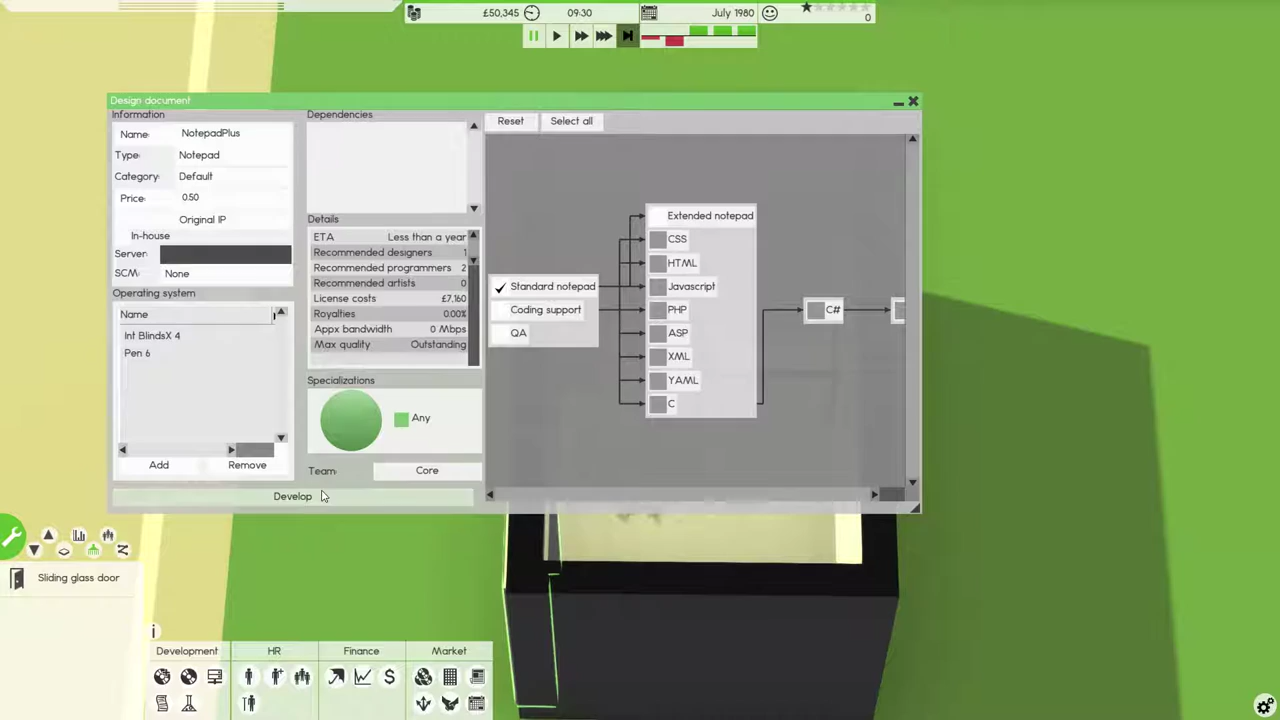 £50,345
09:30
July 1980
0
Design document
Information
Name: NotepadPlus
Type: Notepad
Category: Default
Price: 0.50
Original IP
In-house
Server:
SCM: None
Operating system
Name
Int BlindsX 4
Pen 6
Add
Remove
Dependencies
Details
ETA Less than a year
Recommended designers 1
Recommended programmers 2
Recommended artists 0
License costs £7,160
Royalties 0.00%
Appx bandwidth 0 Mbps
Max quality Outstanding
Specializations
Any
Team: Core
Develop
Reset
Select all
Standard notepad
Coding support
QA
Extended notepad
CSS
HTML
Javascript
PHP
ASP
XML
YAML
C
C#
Sliding glass door
i
Development
HR
Finance
Market